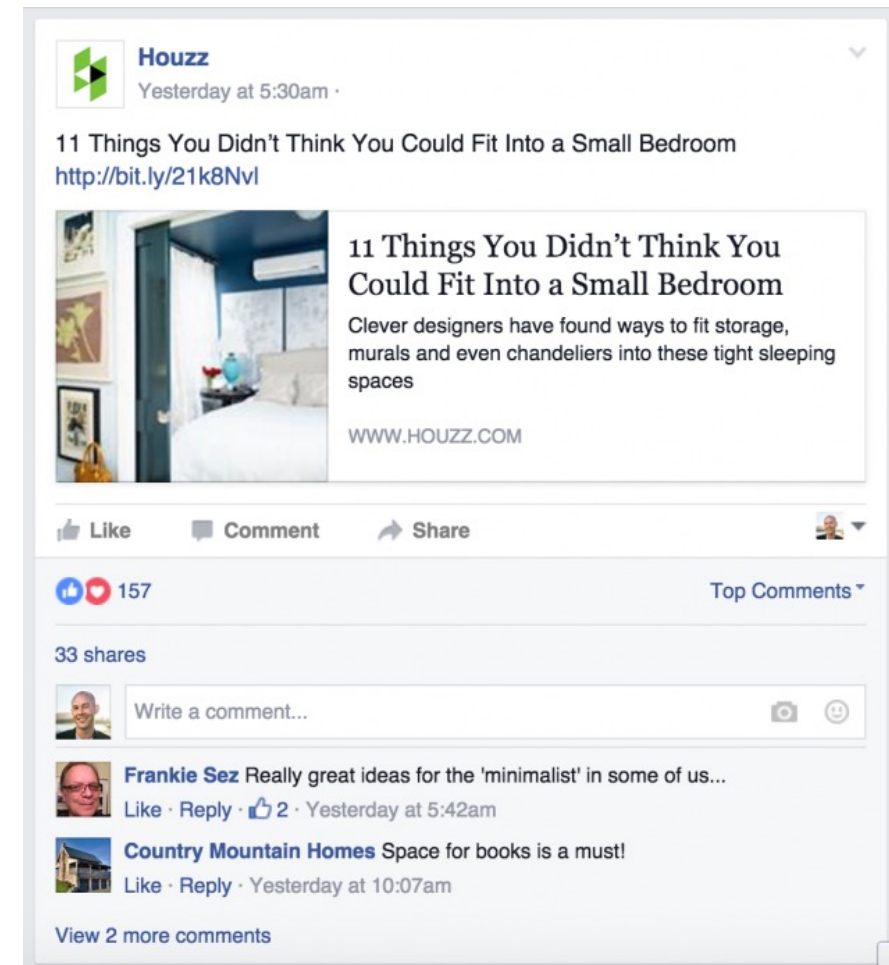 Houzz
Yesterday at 5:30am ·
11 Things You Didn't Think You Could Fit Into a Small Bedroom
http://bit.ly/21k8Nvl
11 Things You Didn't Think You
Could Fit Into a Small Bedroom
Clever designers have found ways to fit storage,
murals and even chandeliers into these tight sleeping
spaces
WWW.HOUZZ.COM
Like Comment Share
157 Top Comments
33 shares
Write a comment...
Frankie Sez Really great ideas for the 'minimalist' in some of us...
Like · Reply · 2 · Yesterday at 5:42am
Country Mountain Homes Space for books is a must!
Like · Reply · Yesterday at 10:07am
View 2 more comments